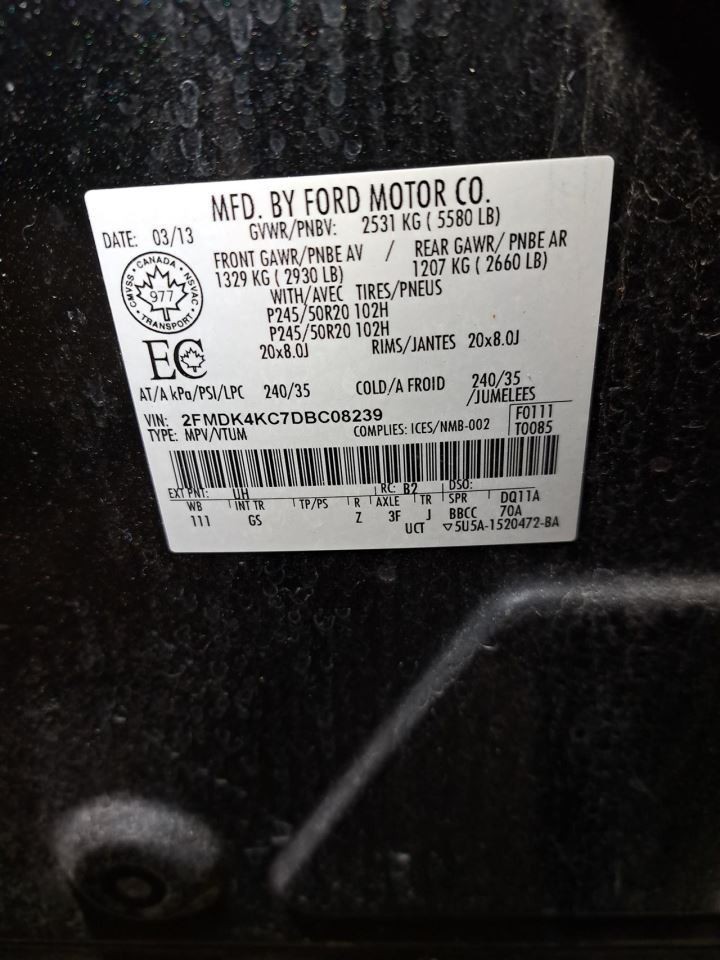 MFD. BY FORD MOTOR CO.
DATE: 03/13
GVWR/PNBV: 2531 KG ( 5580 LB)
FRONT GAWR/PNBE AV / REAR GAWR/ PNBE AR
1329 KG ( 2930 LB) 1207 KG ( 2660 LB)
WITH/AVEC TIRES/PNEUS
P245/50R20 102H
P245/50R20 102H
20x8.0J RIMS/JANTES 20x8.0J
CMVSS · CANADA · NSVAC · TRANSPORT ·
977
EC
AT/A kPa/PSI/LPC 240/35 COLD/A FROID 240/35
/JUMELEES
VIN: 2FMDK4KC7DBC08239
TYPE: MPV/VTUM COMPLIES: ICES/NMB-002
F0111
T0085
EXT PNT: UH RC: B2 DSO:
WB INT TR TP/PS R AXLE TR SPR DQ11A
111 GS Z 3F J BBCC 70A
UCT ▽5U5A-1520472-BA